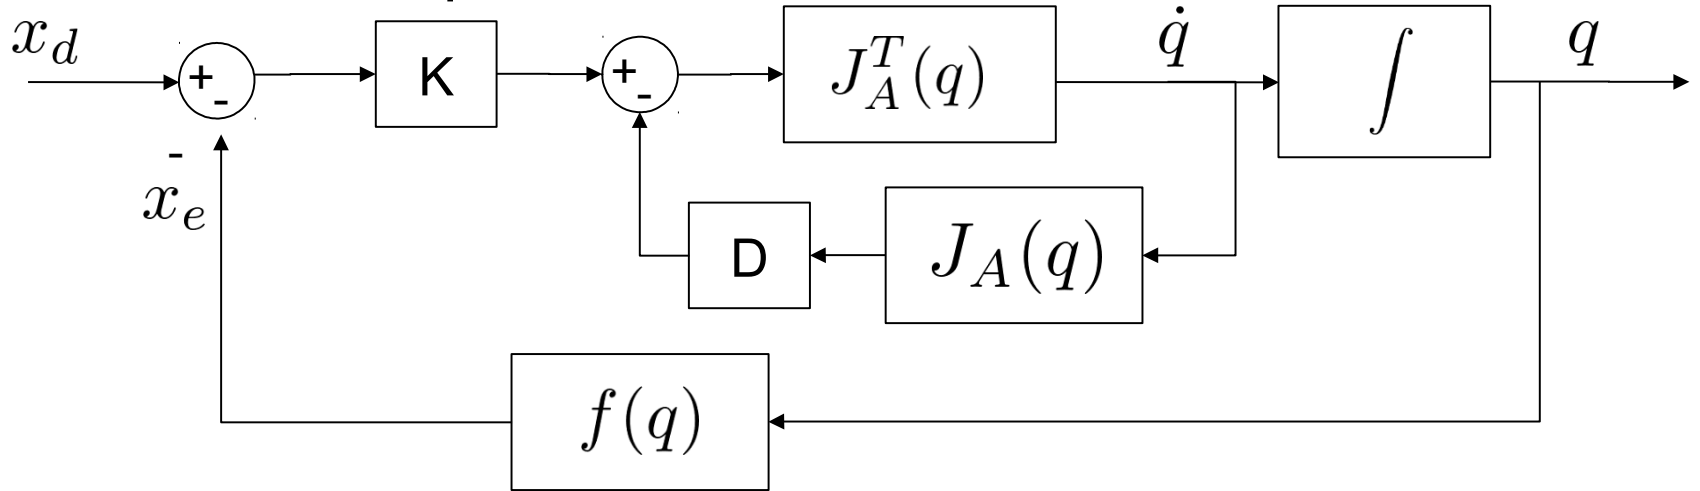 x_d
+
-
K
+
-
J_A^T(q)
q̇
∫
q
-
x_e
D
J_A(q)
f(q)